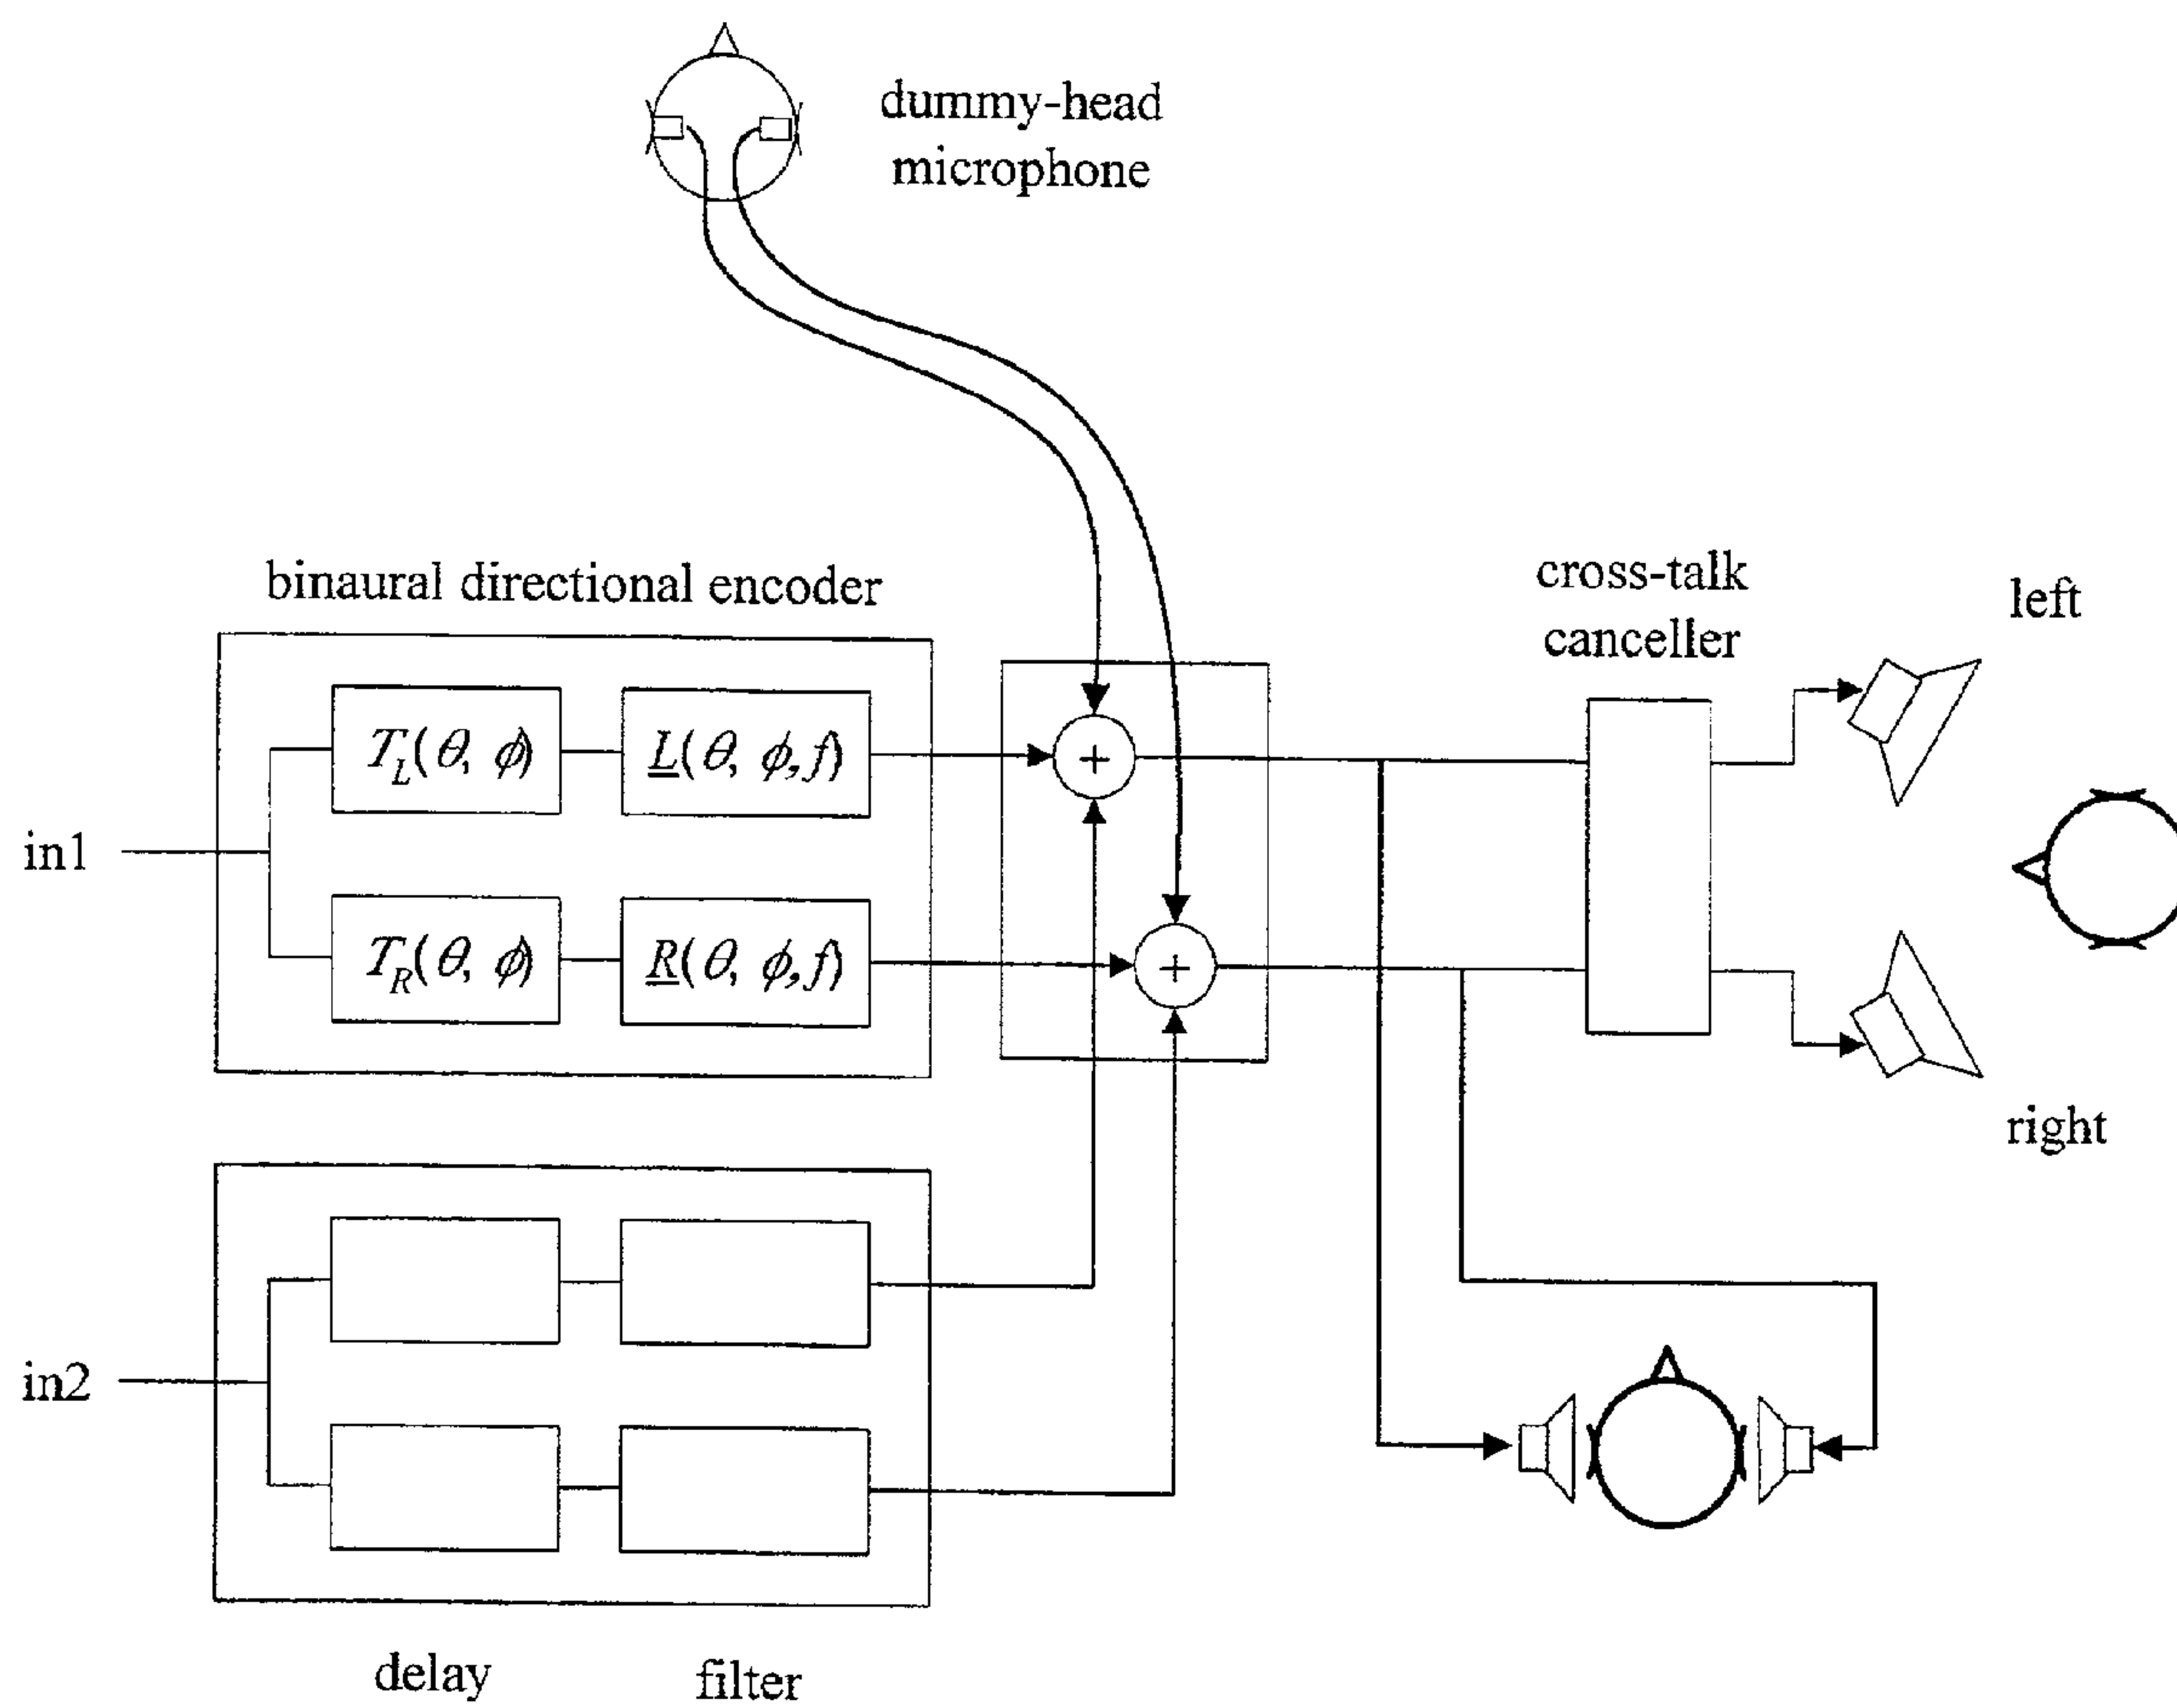 dummy-head
microphone
binaural directional encoder
cross-talk
canceller
left
T_L(θ, ϕ)
L(θ, ϕ,f)
+
in1
T_R(θ, ϕ)
R(θ, ϕ,f)
+
right
in2
delay
filter